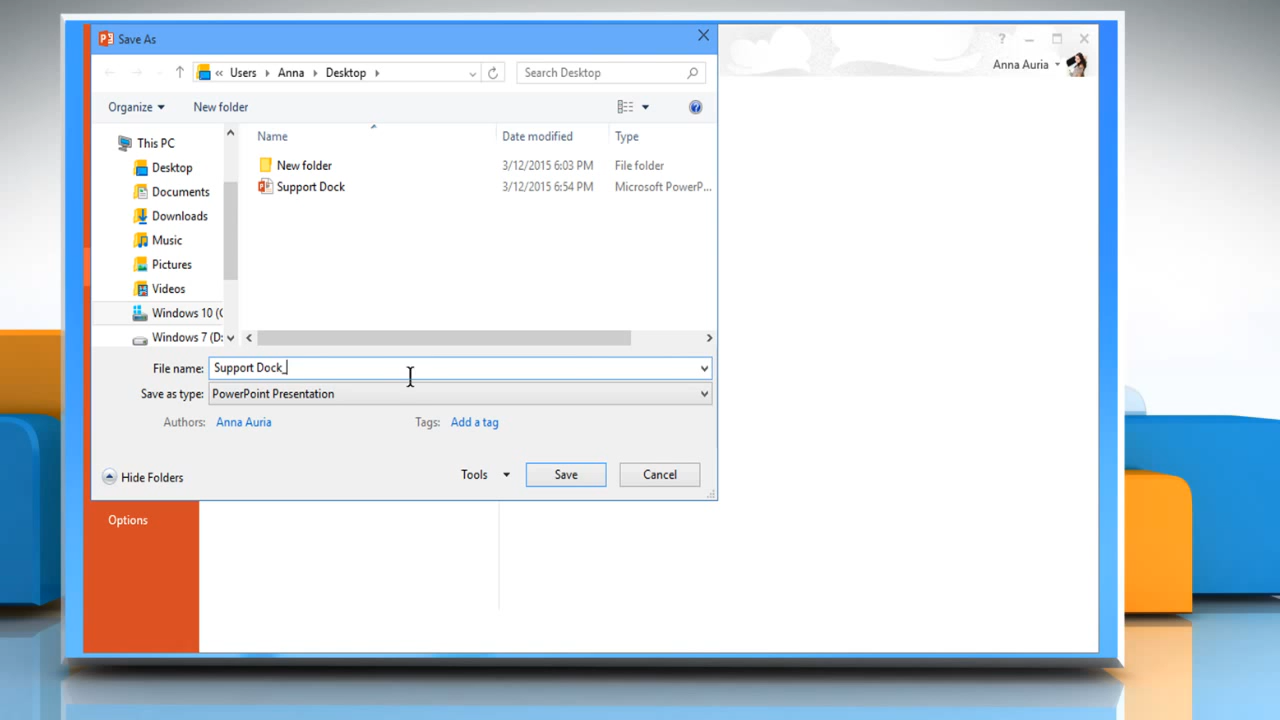 Save As
?
Anna Auria
« Users Anna Desktop
Search Desktop
Organize
New folder
?
Name
Date modified
Type
This PC
Desktop
Documents
Downloads
Music
Pictures
Videos
Windows 10 (C
Windows 7 (D:
New folder
3/12/2015 6:03 PM
File folder
Support Dock
3/12/2015 6:54 PM
Microsoft PowerP...
File name:
Support Dock_
Save as type:
PowerPoint Presentation
Authors:
Anna Auria
Tags:
Add a tag
Hide Folders
Tools
Save
Cancel
Options